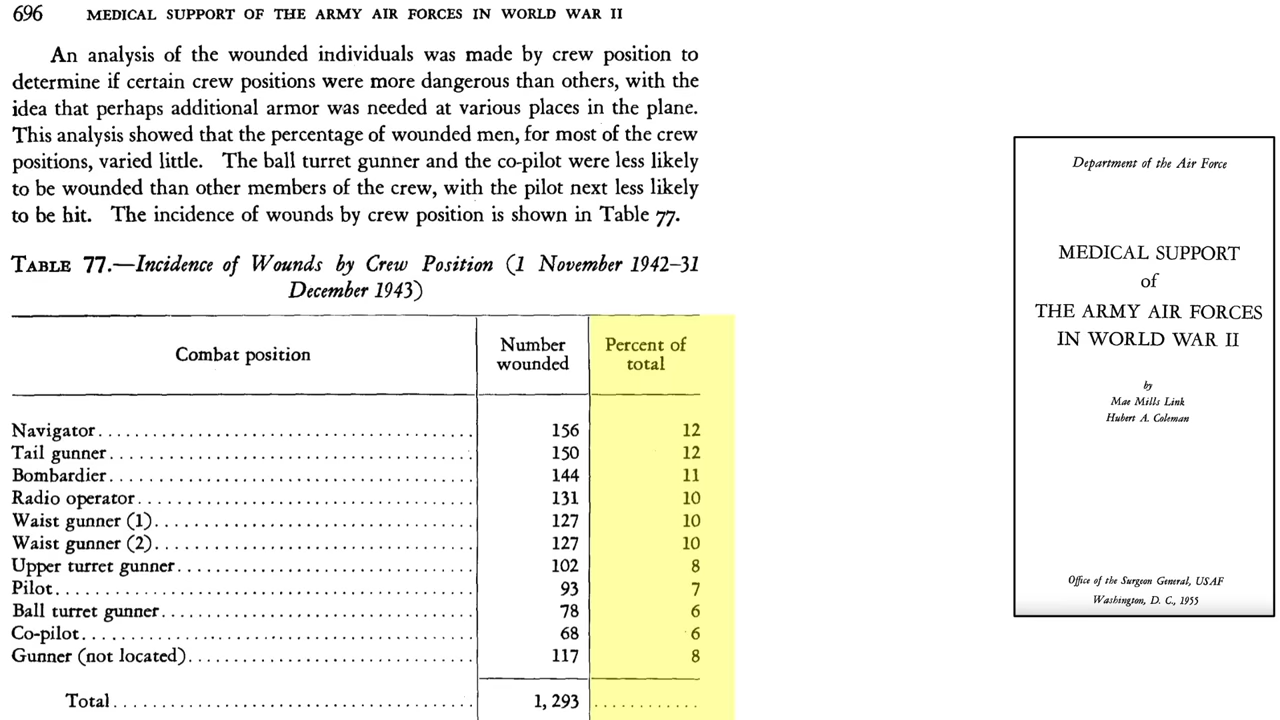 696 MEDICAL SUPPORT OF THE ARMY AIR FORCES IN WORLD WAR II
An analysis of the wounded individuals was made by crew position to
determine if certain crew positions were more dangerous than others, with the
idea that perhaps additional armor was needed at various places in the plane.
This analysis showed that the percentage of wounded men, for most of the crew
positions, varied little. The ball turret gunner and the co-pilot were less likely
to be wounded than other members of the crew, with the pilot next less likely
to be hit. The incidence of wounds by crew position is shown in Table 77.
TABLE 77.—Incidence of Wounds by Crew Position (1 November 1942–31
December 1943)
Combat position Number wounded Percent of total
Navigator 156 12
Tail gunner 150 12
Bombardier 144 11
Radio operator 131 10
Waist gunner (1) 127 10
Waist gunner (2) 127 10
Upper turret gunner 102 8
Pilot 93 7
Ball turret gunner 78 6
Co-pilot 68 6
Gunner (not located) 117 8
Total 1,293
Department of the Air Force
MEDICAL SUPPORT
of
THE ARMY AIR FORCES
IN WORLD WAR II
by
Mae Mills Link
Hubert A. Coleman
Office of the Surgeon General, USAF
Washington, D. C., 1955